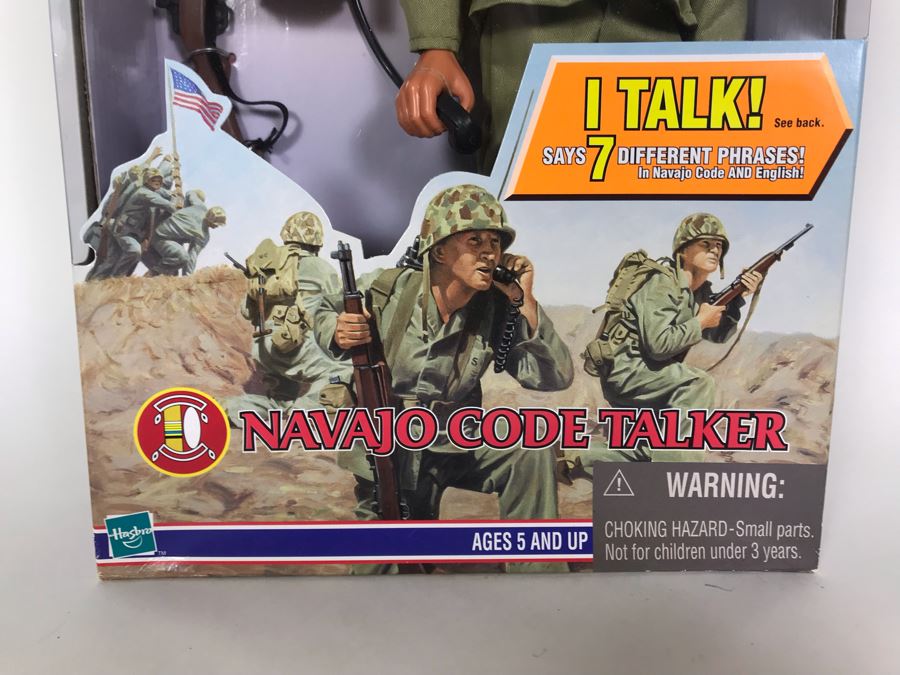 I TALK!
See back.
SAYS 7 DIFFERENT PHRASES!
In Navajo Code AND English!
NAVAJO CODE TALKER
WARNING:
CHOKING HAZARD-Small parts.
Not for children under 3 years.
Hasbro
TM
AGES 5 AND UP